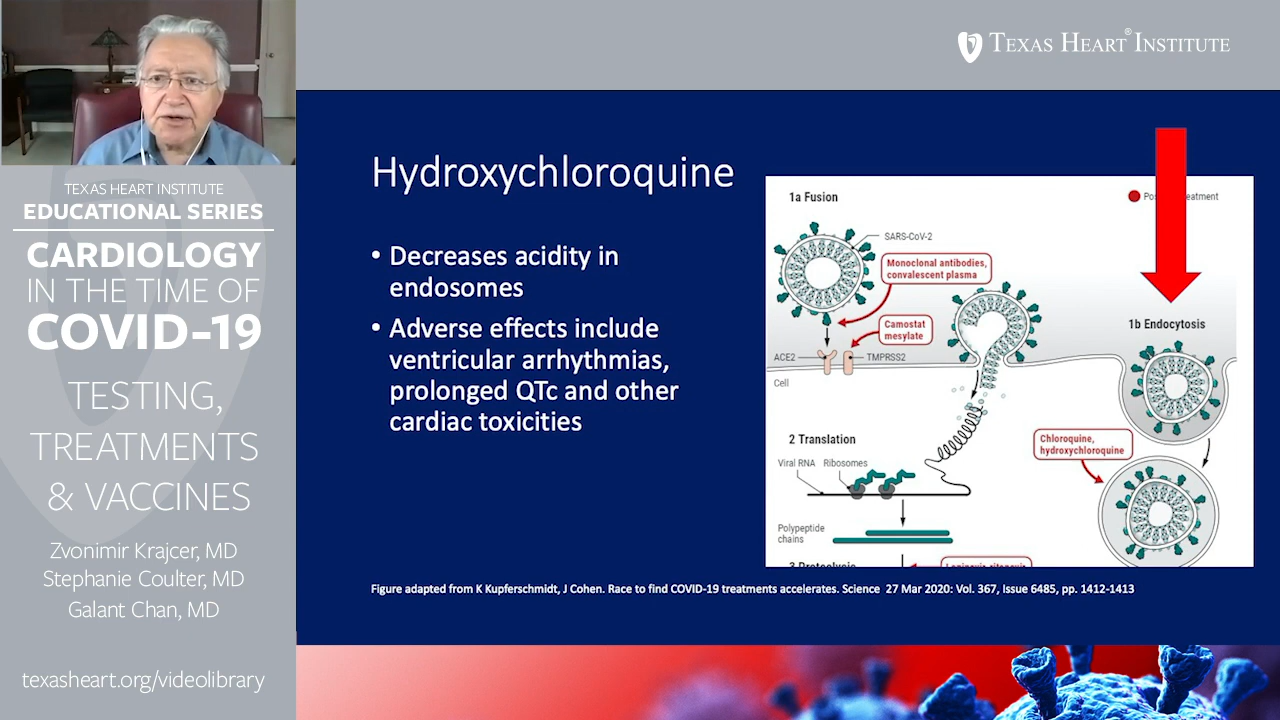 TEXAS HEART® INSTITUTE
TEXAS HEART INSTITUTE
EDUCATIONAL SERIES
CARDIOLOGY
IN THE TIME OF
COVID-19
TESTING,
TREATMENTS
& VACCINES
Zvonimir Krajcer, MD
Stephanie Coulter, MD
Galant Chan, MD
texasheart.org/videolibrary
Hydroxychloroquine
• Decreases acidity in
endosomes
• Adverse effects include
ventricular arrhythmias,
prolonged QTc and other
cardiac toxicities
1a Fusion
SARS-CoV-2
Monoclonal antibodies,
convalescent plasma
Camostat
mesylate
ACE2
TMPRSS2
Cell
1b Endocytosis
Chloroquine,
hydroxychloroquine
2 Translation
Viral RNA
Ribosomes
Polypeptide
chains
Figure adapted from K Kupferschmidt, J Cohen. Race to find COVID-19 treatments accelerates. Science 27 Mar 2020: Vol. 367, Issue 6485, pp. 1412-1413